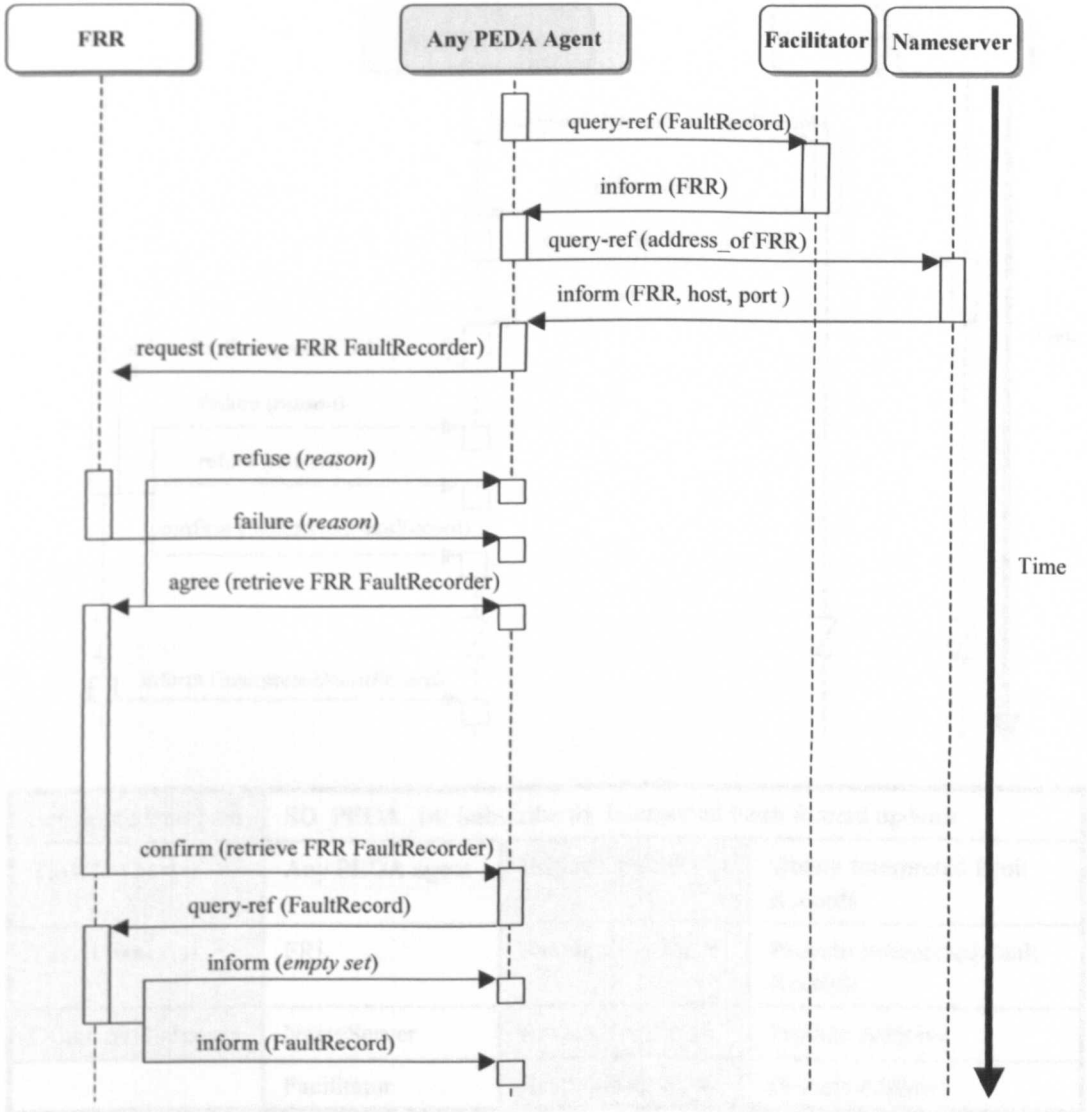 FRR
Any PEDA Agent
Facilitator
Nameserver
query-ref (FaultRecord)
inform (FRR)
query-ref (address_of FRR)
inform (FRR, host, port )
request (retrieve FRR FaultRecorder)
refuse (reason)
failure (reason)
Time
agree (retrieve FRR FaultRecorder)
confirm (retrieve FRR FaultRecorder)
query-ref (FaultRecord)
inform (empty set)
inform (FaultRecord)